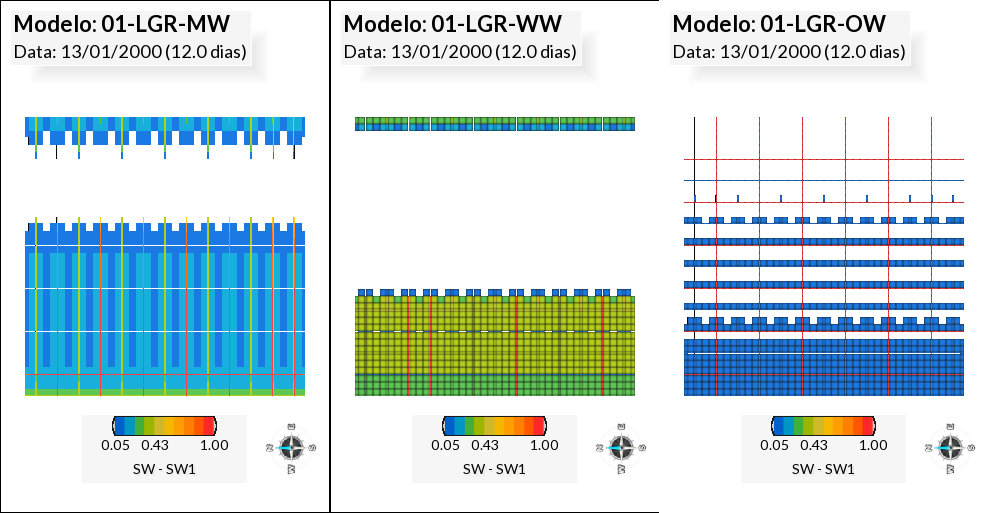 Modelo: 01-LGR-MW
Data: 13/01/2000 (12.0 dias)
0.05 0.43 1.00
SW - SW1
Modelo: 01-LGR-WW
Data: 13/01/2000 (12.0 dias)
0.05 0.43 1.00
SW - SW1
Modelo: 01-LGR-OW
Data: 13/01/2000 (12.0 dias)
0.05 0.43 1.00
SW - SW1